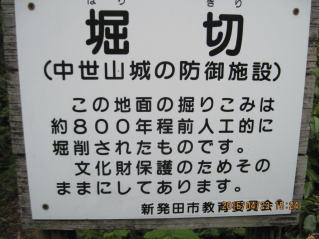 ほり きり
堀 切
（中世山城の防御施設）
この地面の掘りこみは
約８００年程前人工的に
堀削されたものです。
文化財保護のためその
ままにしてあります。
新発田市教育委員会